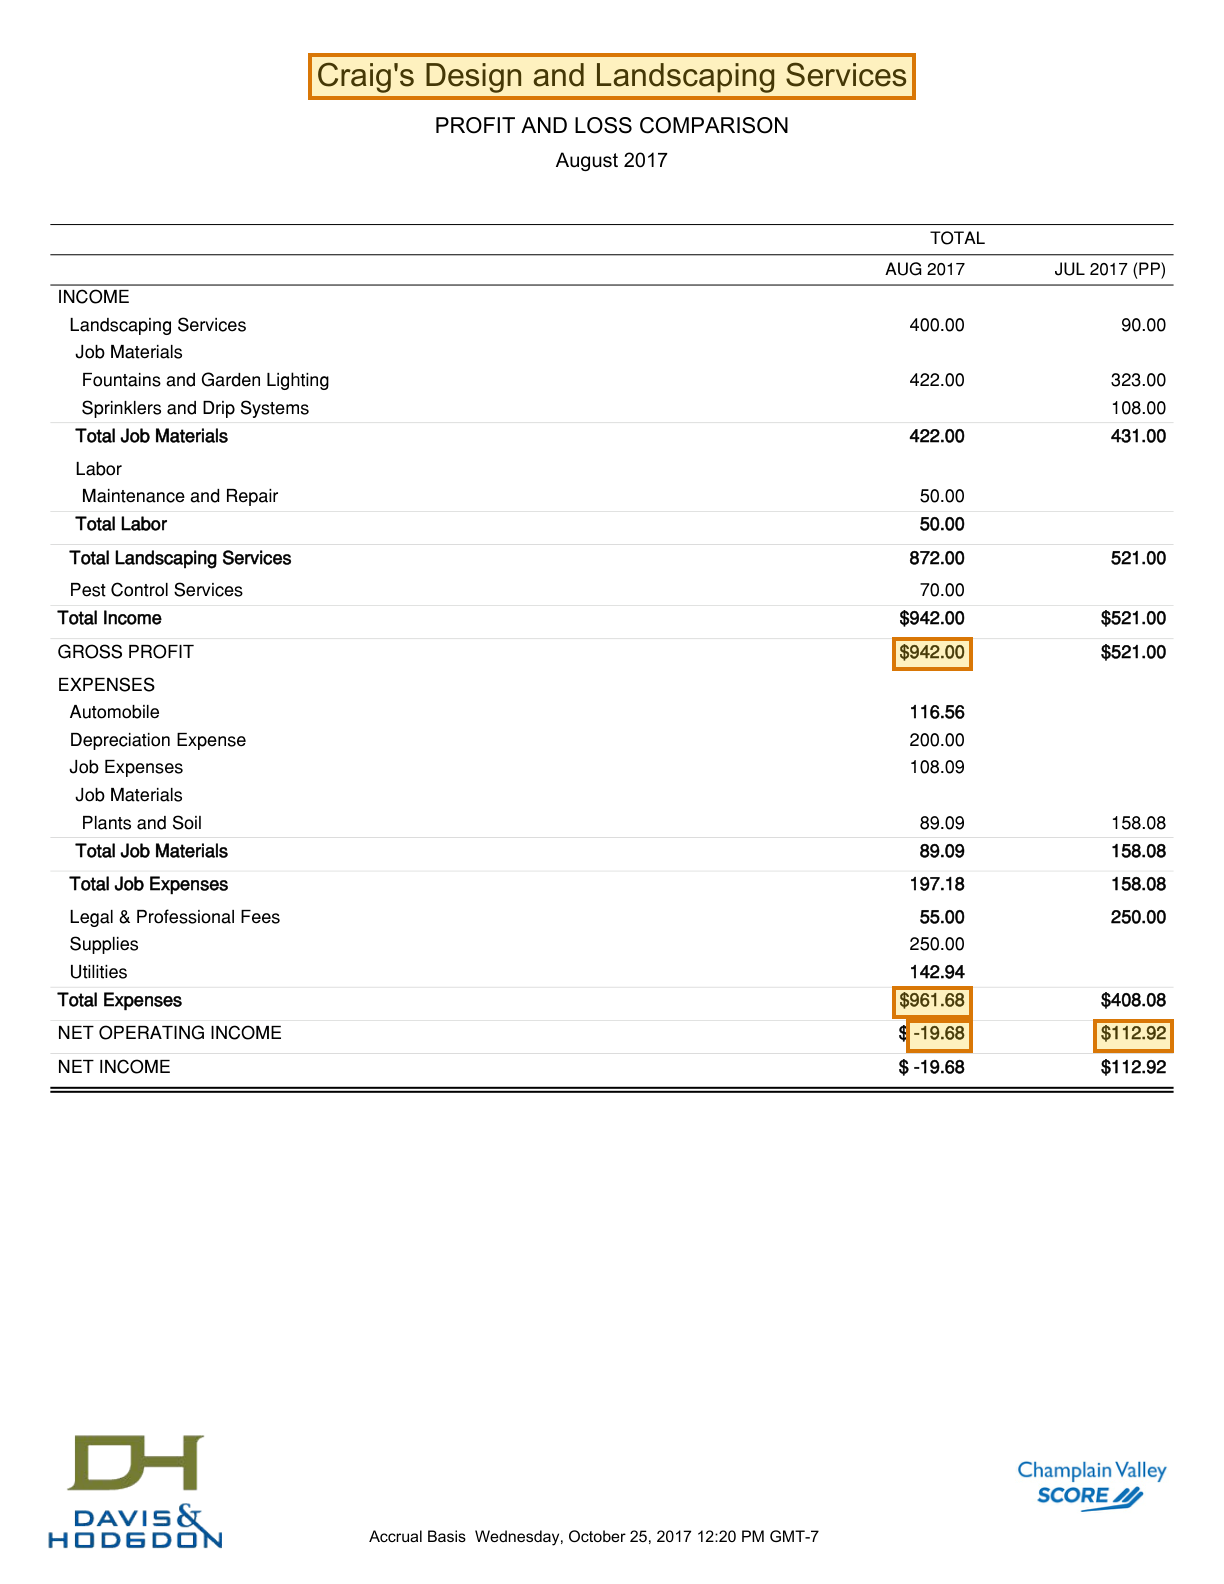 Craig's Design and Landscaping Services
PROFIT AND LOSS COMPARISON
August 2017
TOTAL
AUG 2017 JUL 2017 (PP)
INCOME
Landscaping Services 400.00 90.00
Job Materials
Fountains and Garden Lighting 422.00 323.00
Sprinklers and Drip Systems 108.00
Total Job Materials 422.00 431.00
Labor
Maintenance and Repair 50.00
Total Labor 50.00
Total Landscaping Services 872.00 521.00
Pest Control Services 70.00
Total Income $942.00 $521.00
GROSS PROFIT $942.00 $521.00
EXPENSES
Automobile 116.56
Depreciation Expense 200.00
Job Expenses 108.09
Job Materials
Plants and Soil 89.09 158.08
Total Job Materials 89.09 158.08
Total Job Expenses 197.18 158.08
Legal & Professional Fees 55.00 250.00
Supplies 250.00
Utilities 142.94
Total Expenses $961.68 $408.08
NET OPERATING INCOME $ -19.68 $112.92
NET INCOME $ -19.68 $112.92
DH
DAVIS&
HODGDON
Champlain Valley
SCORE
Accrual Basis Wednesday, October 25, 2017 12:20 PM GMT-7